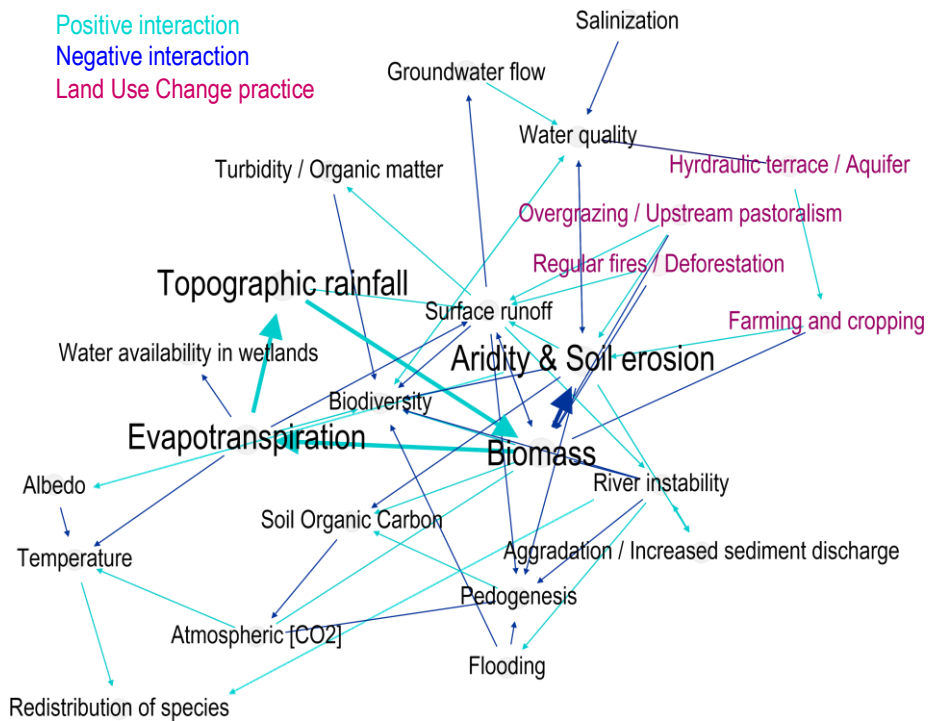 Positive interaction
Negative interaction
Land Use Change practice
Salinization
Groundwater flow
Water quality
Turbidity / Organic matter
Hyrdraulic terrace / Aquifer
Overgrazing / Upstream pastoralism
Regular fires / Deforestation
Topographic rainfall
Surface runoff
Farming and cropping
Water availability in wetlands
Aridity & Soil erosion
Biodiversity
Evapotranspiration
Biomass
Albedo
River instability
Soil Organic Carbon
Temperature
Aggradation / Increased sediment discharge
Pedogenesis
Atmospheric [CO2]
Flooding
Redistribution of species